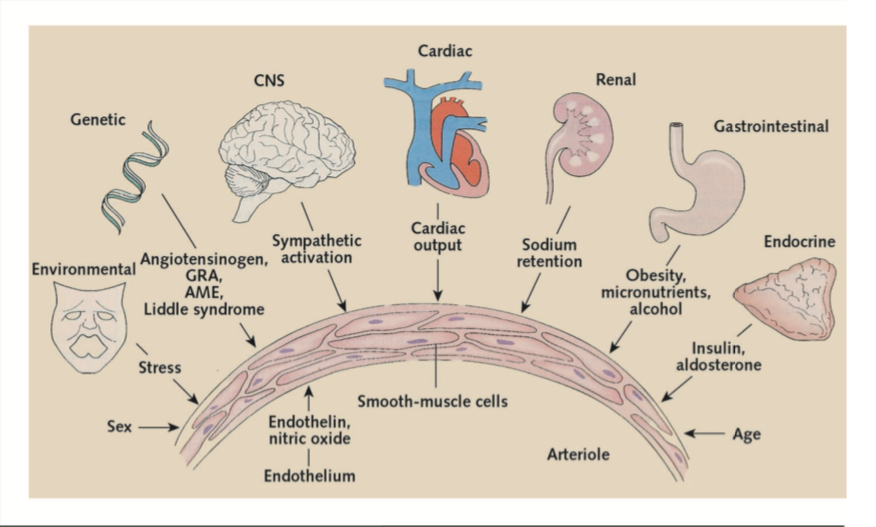 Cardiac
CNS
Renal
Genetic
Gastrointestinal
Cardiac
output
Sympathetic
activation
Sodium
retention
Endocrine
Environmental
Angiotensinogen,
GRA,
AME,
Liddle syndrome
Obesity,
micronutrients,
alcohol
Stress
Insulin,
aldosterone
Smooth-muscle cells
Sex
Endothelin,
nitric oxide
Age
Arteriole
Endothelium